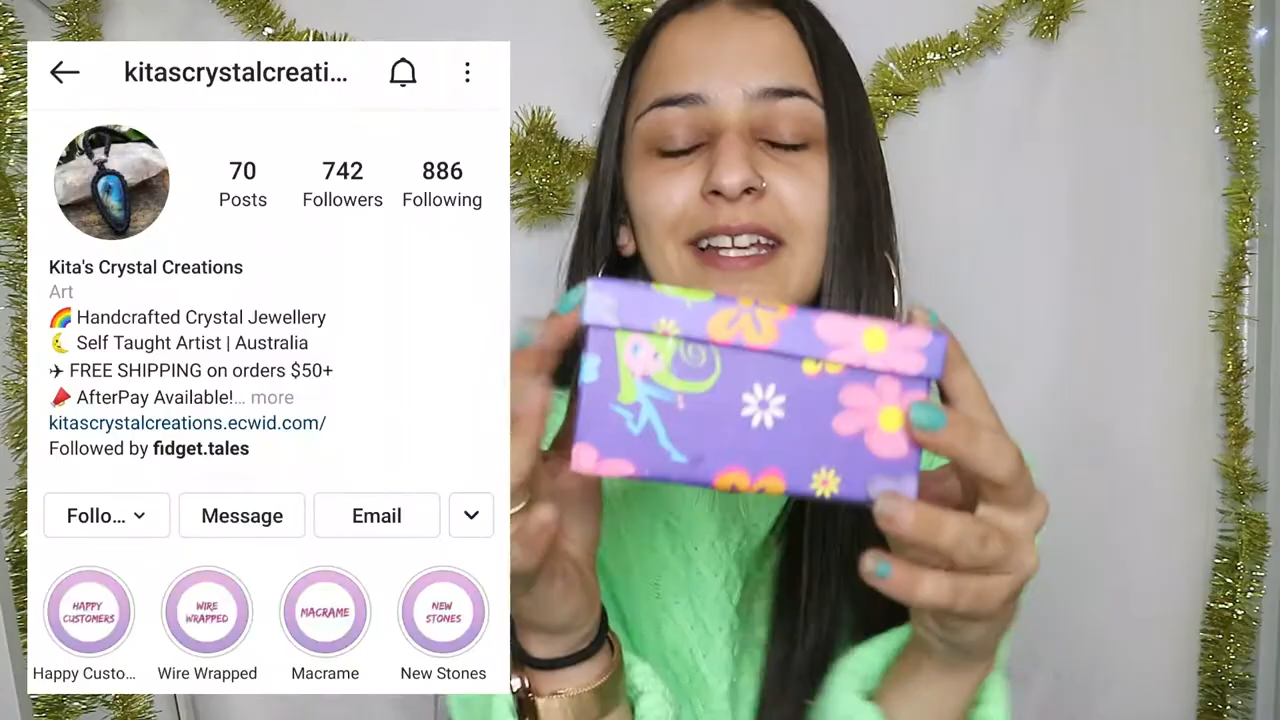 kitascrystalcreati...
70
742
886
Posts
Followers
Following
Kita's Crystal Creations
Art
🌈 Handcrafted Crystal Jewellery
🌜 Self Taught Artist | Australia
✈ FREE SHIPPING on orders $50+
📣 AfterPay Available!... more
kitascrystalcreations.ecwid.com/
Followed by fidget.tales
Follo...
Message
Email
HAPPY
CUSTOMERS
WIRE
WRAPPED
MACRAME
NEW
STONES
Happy Custo...
Wire Wrapped
Macrame
New Stones